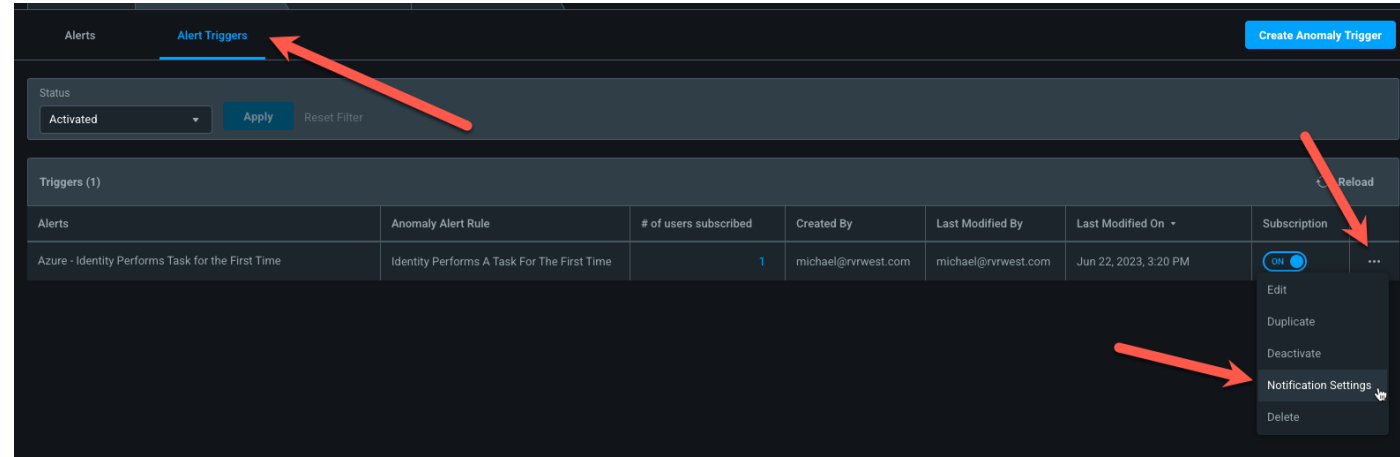 Alerts
Alert Triggers
Create Anomaly Trigger
Status
Activated
Apply
Reset Filter
Triggers (1)
Reload
Alerts
Anomaly Alert Rule
# of users subscribed
Created By
Last Modified By
Last Modified On
Subscription
Azure - Identity Performs Task for the First Time
Identity Performs A Task For The First Time
1
michael@rvrwest.com
michael@rvrwest.com
Jun 22, 2023, 3:20 PM
ON
...
Edit
Duplicate
Deactivate
Notification Settings
Delete